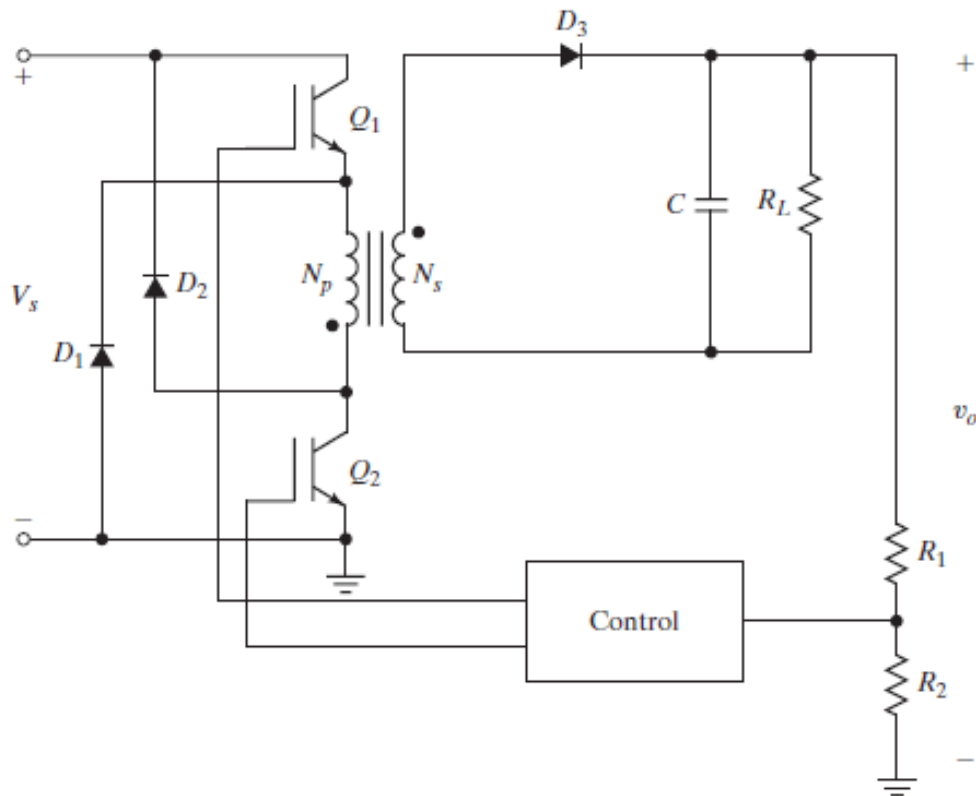 D3
+
+
Q1
C
RL
Np
Ns
D2
Vs
D1
vo
Q2
−
R1
Control
R2
−